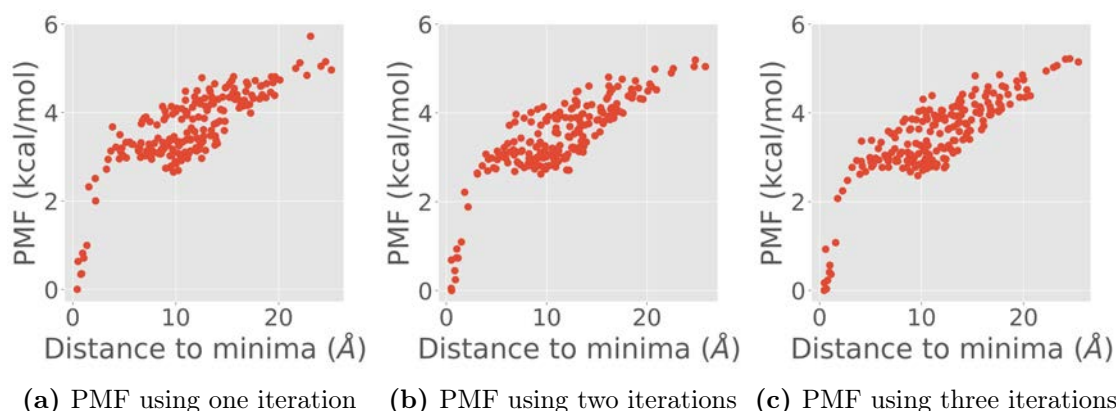 6
4
2
0
PMF (kcal/mol)
0 10 20
Distance to minima (Å)
(a) PMF using one iteration
6
4
2
0
PMF (kcal/mol)
0 10 20
Distance to minima (Å)
(b) PMF using two iterations
6
4
2
0
PMF (kcal/mol)
0 10 20
Distance to minima (Å)
(c) PMF using three iterations